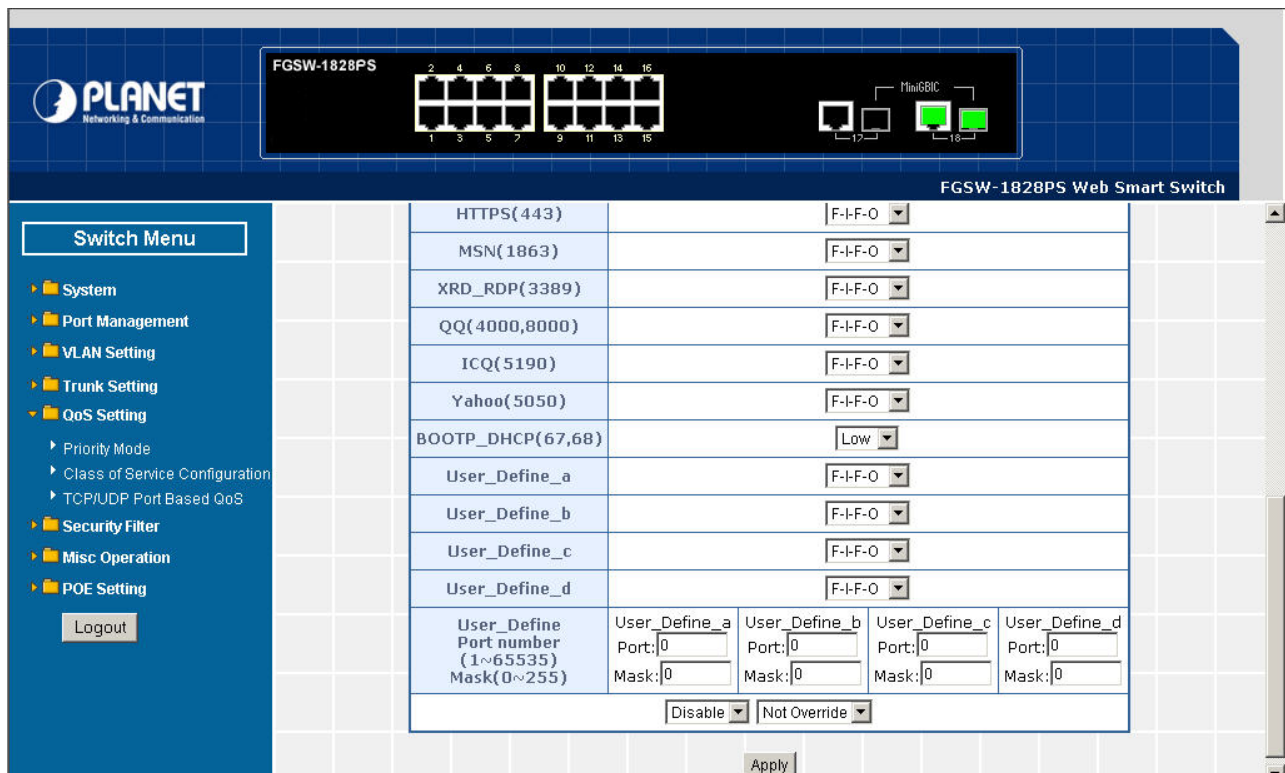 FGSW-1828PS
PLANET
Networking & Communication
2 4 6 8 10 12 14 16
MiniGBIC
1 3 5 7 9 11 13 15
17 18
FGSW-1828PS Web Smart Switch
Switch Menu
System
Port Management
VLAN Setting
Trunk Setting
QoS Setting
Priority Mode
Class of Service Configuration
TCP/UDP Port Based QoS
Security Filter
Misc Operation
POE Setting
Logout
HTTPS(443) F-I-F-O
MSN(1863) F-I-F-O
XRD_RDP(3389) F-I-F-O
QQ(4000,8000) F-I-F-O
ICQ(5190) F-I-F-O
Yahoo(5050) F-I-F-O
BOOTP_DHCP(67,68) Low
User_Define_a F-I-F-O
User_Define_b F-I-F-O
User_Define_c F-I-F-O
User_Define_d F-I-F-O
User_Define
Port number
(1~65535)
Mask(0~255)
User_Define_a User_Define_b User_Define_c User_Define_d
Port: 0 Port: 0 Port: 0 Port: 0
Mask: 0 Mask: 0 Mask: 0 Mask: 0
Disable Not Override
Apply